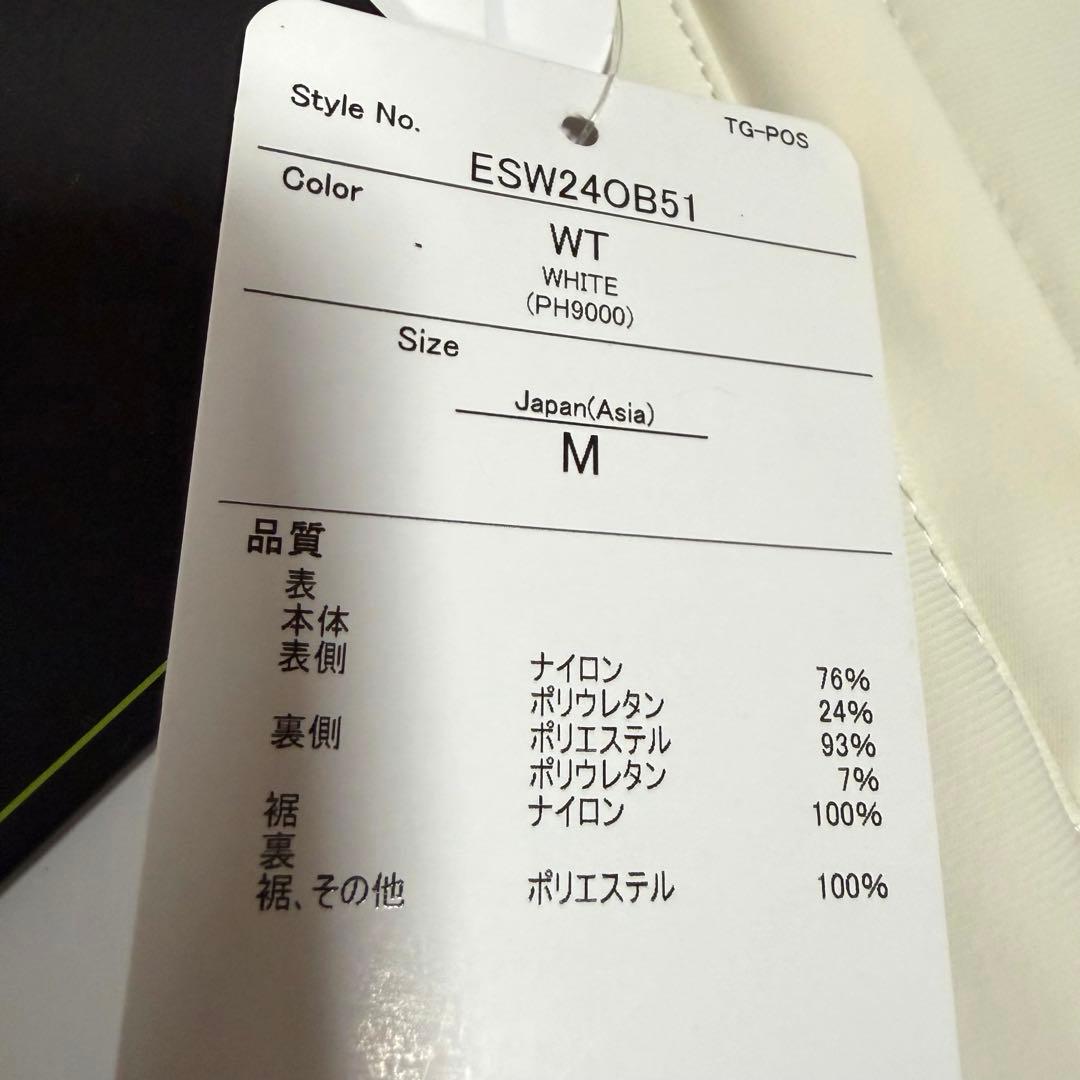 TG-POS
Style No.
ESW24OB51
Color
WT
WHITE
(PH9000)
Size
Japan(Asia)
M
品質
表
本体
表側 ナイロン 76%
ポリウレタン 24%
裏側 ポリエステル 93%
ポリウレタン 7%
裾 ナイロン 100%
裏
裾、その他 ポリエステル 100%